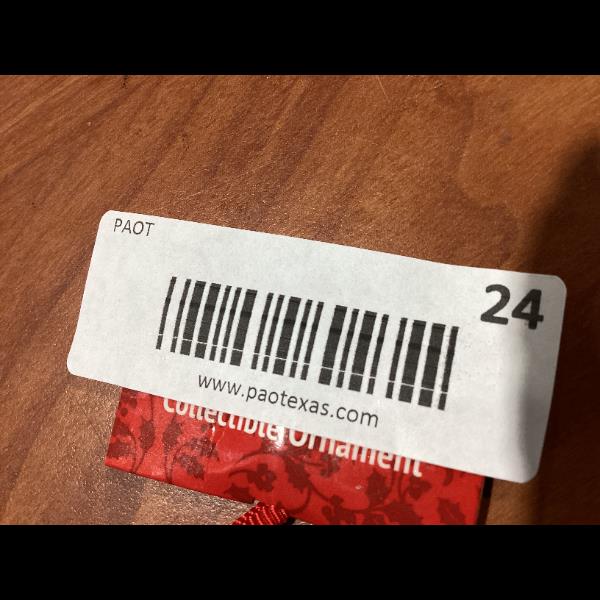 PAOT
24
www.paotexas.com
Collectible Ornament